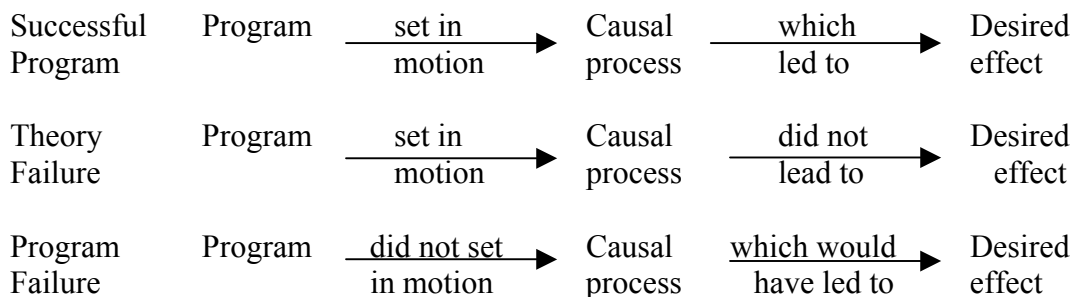 Successful Program set in Causal which Desired
Program motion process led to effect
Theory Program set in Causal did not Desired
Failure motion process lead to effect
Program Program did not set Causal which would Desired
Failure in motion process have led to effect